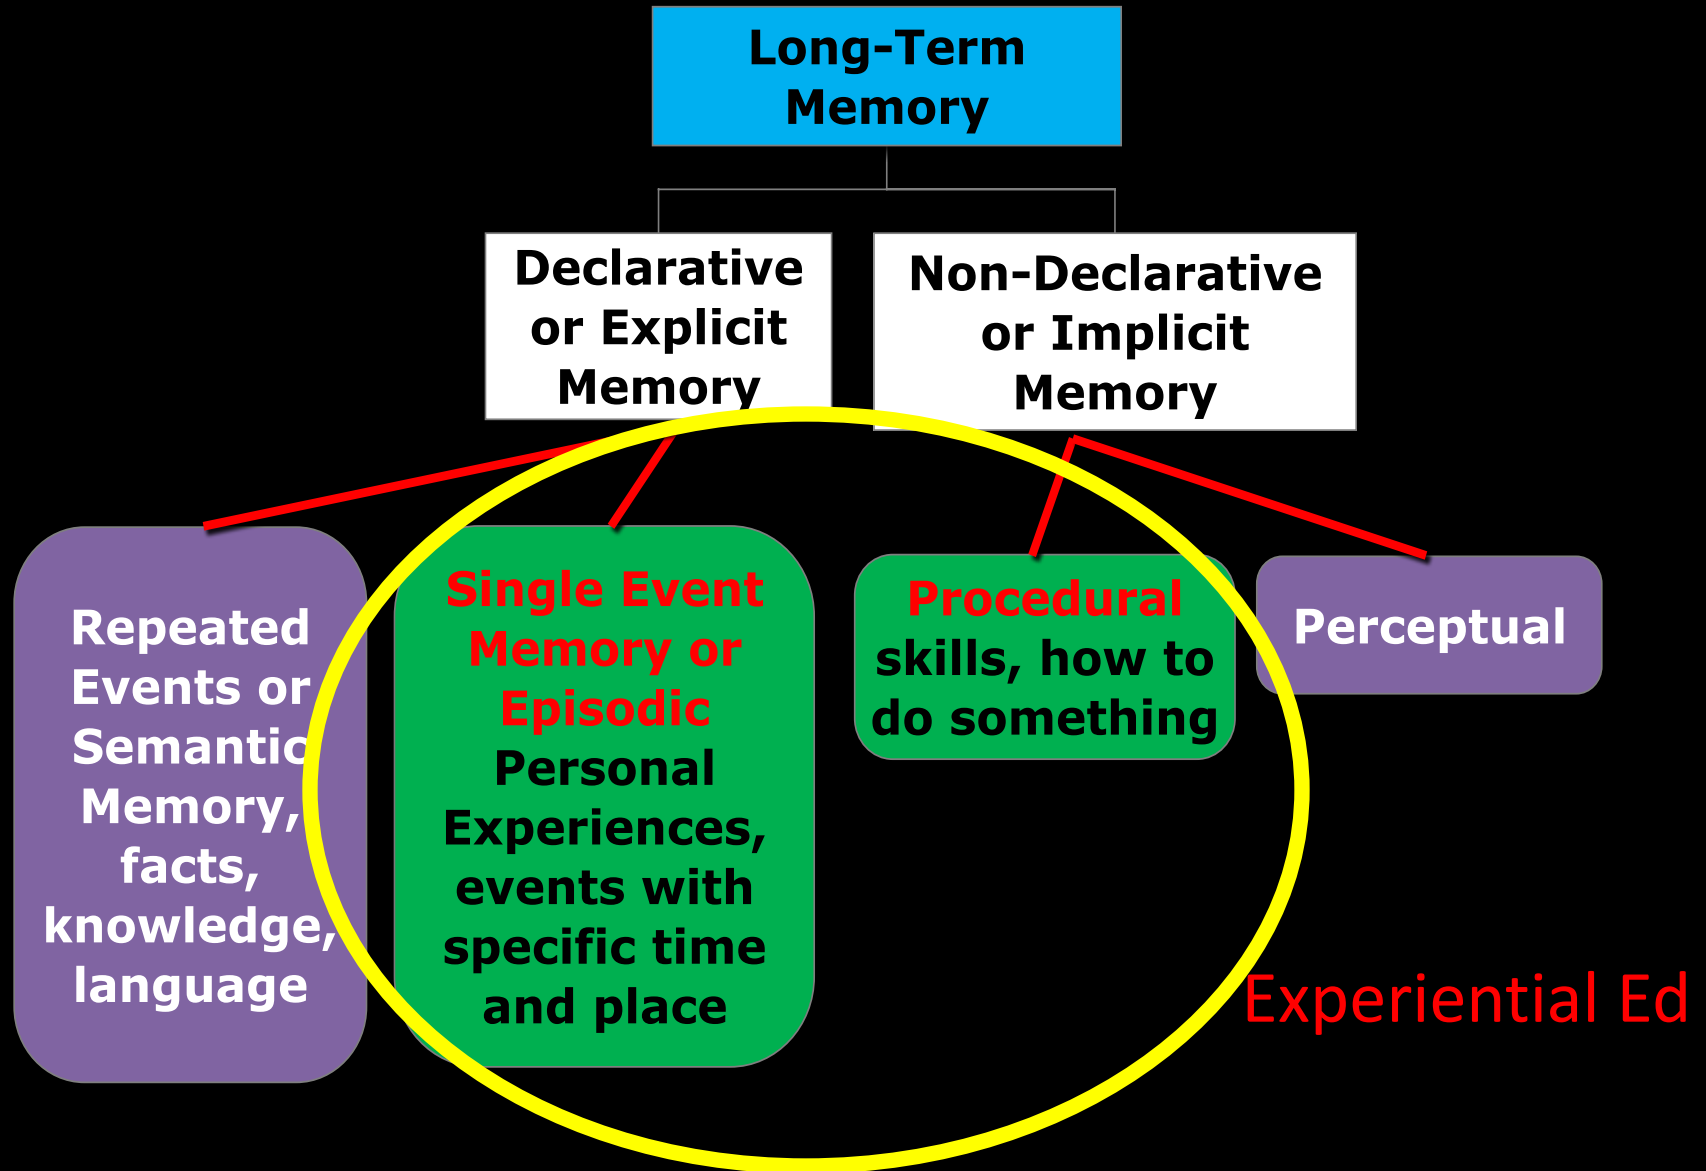 Long-Term
Memory
Declarative
or Explicit
Memory
Non-Declarative
or Implicit
Memory
Repeated
Events or
Semantic
Memory,
facts,
knowledge,
language
Single Event
Memory or
Episodic
Personal
Experiences,
events with
specific time
and place
Procedural
skills, how to
do something
Perceptual
Experiential Ed